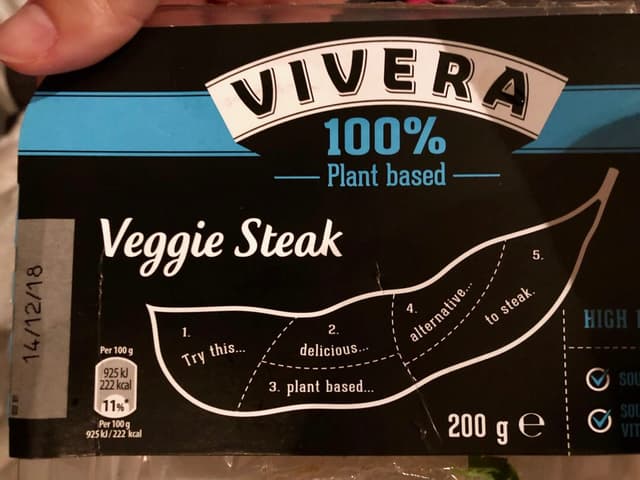 VIVERA
100%
Plant based
Veggie Steak
1.
Try this...
2.
delicious...
3. plant based...
4.
alternative...
5.
to steak.
14/12/18
Per 100 g
925 kJ
222 kcal
11%*
Per 100 g
925 kJ/222 kcal
200 g e
HIGH